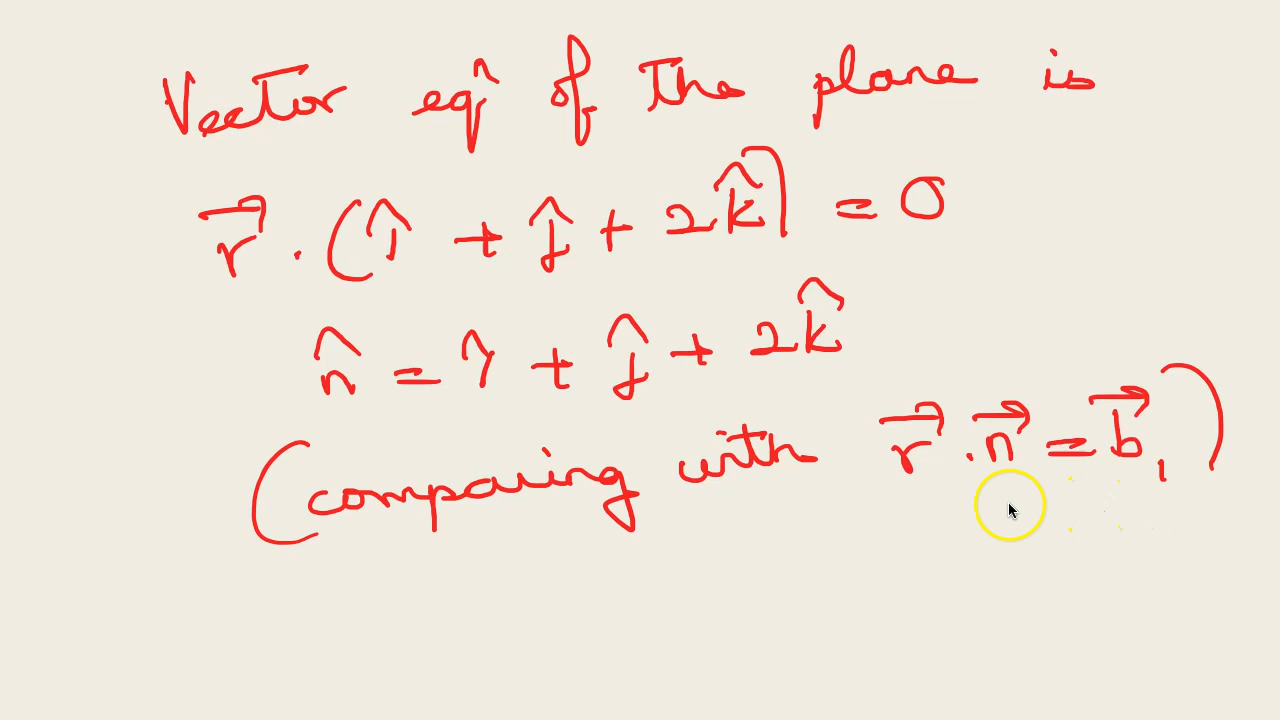 Vector eqⁿ of the plane is
r⃗ . (î + ĵ + 2k̂) = 0
n̂ = î + ĵ + 2k̂
(comparing with r⃗ . n⃗ = b⃗₁)